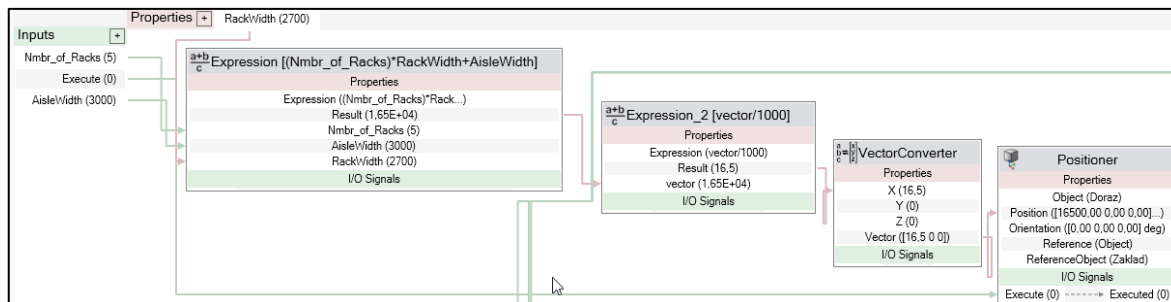 Properties +
RackWidth (2700)
Inputs +
Nmbr_of_Racks (5)
Execute (0)
AisleWidth (3000)
a+b
c
Expression [(Nmbr_of_Racks)*RackWidth+AisleWidth]
Properties
Expression ((Nmbr_of_Racks)*Rack...)
Result (1,65E+04)
Nmbr_of_Racks (5)
AisleWidth (3000)
RackWidth (2700)
I/O Signals
a+b
c
Expression_2 [vector/1000]
Properties
Expression (vector/1000)
Result (16,5)
vector (1,65E+04)
I/O Signals
VectorConverter
Properties
X (16,5)
Y (0)
Z (0)
Vector ([16,5 0 0])
I/O Signals
Positioner
Properties
Object (Doraz)
Position ([16500,00 0,00 0,00]...)
Orientation ([0,00 0,00 0,00] deg)
Reference (Object)
ReferenceObject (Zaklad)
I/O Signals
Execute (0) Executed (0)